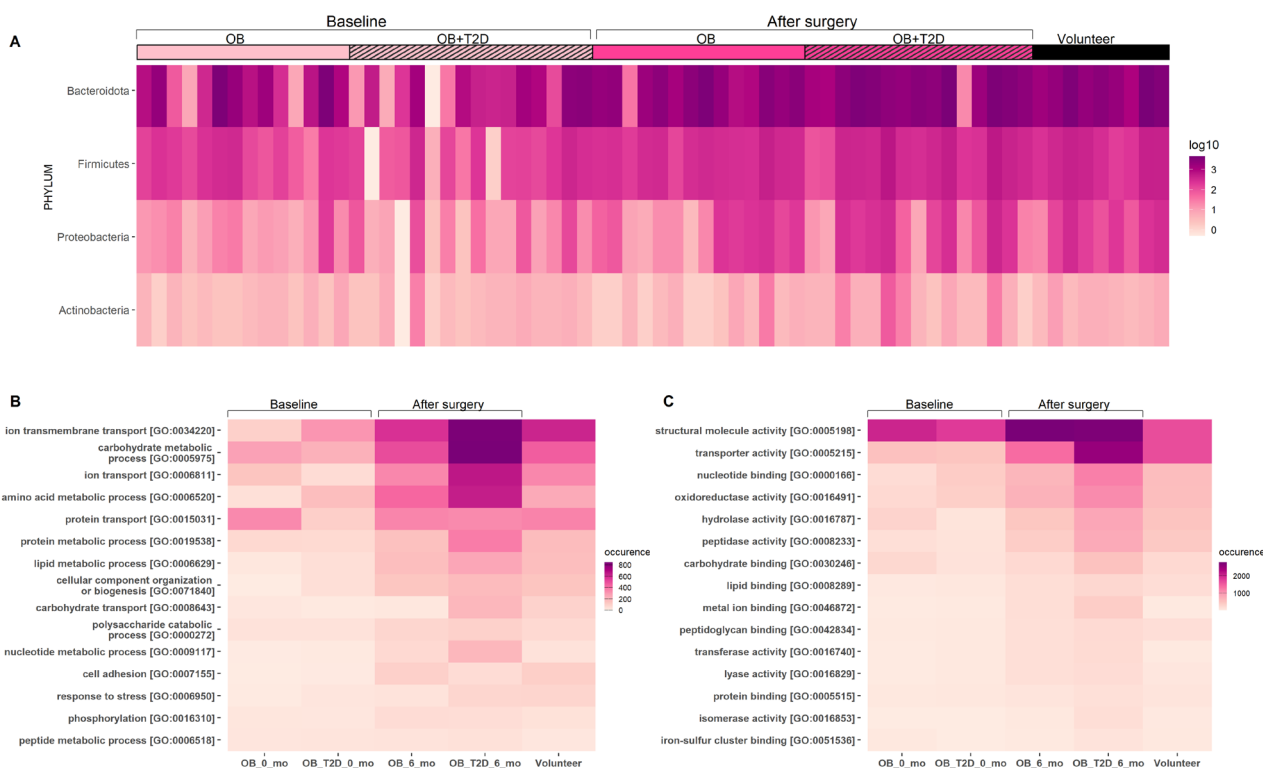 Baseline
After surgery
A
OB
OB+T2D
OB
OB+T2D
Volunteer
PHYLUM
Bacteroidota
Firmicutes
Proteobacteria
Actinobacteria
log10
3
2
1
0
B
Baseline
After surgery
ion transmembrane transport [GO:0034220]
carbohydrate metabolic
process [GO:0005975]
ion transport [GO:0006811]
amino acid metabolic process [GO:0006520]
protein transport [GO:0015031]
protein metabolic process [GO:0019538]
lipid metabolic process [GO:0006629]
cellular component organization
or biogenesis [GO:0071840]
carbohydrate transport [GO:0008643]
polysaccharide catabolic
process [GO:0000272]
nucleotide metabolic process [GO:0009117]
cell adhesion [GO:0007155]
response to stress [GO:0006950]
phosphorylation [GO:0016310]
peptide metabolic process [GO:0006518]
OB_0_mo
OB_T2D_0_mo
OB_6_mo
OB_T2D_6_mo
Volunteer
occurence
800
600
400
200
0
C
Baseline
After surgery
structural molecule activity [GO:0005198]
transporter activity [GO:0005215]
nucleotide binding [GO:0000166]
oxidoreductase activity [GO:0016491]
hydrolase activity [GO:0016787]
peptidase activity [GO:0008233]
carbohydrate binding [GO:0030246]
lipid binding [GO:0008289]
metal ion binding [GO:0046872]
peptidoglycan binding [GO:0042834]
transferase activity [GO:0016740]
lyase activity [GO:0016829]
protein binding [GO:0005515]
isomerase activity [GO:0016853]
iron-sulfur cluster binding [GO:0051536]
OB_0_mo
OB_T2D_0_mo
OB_6_mo
OB_T2D_6_mo
Volunteer
occurence
2000
1000